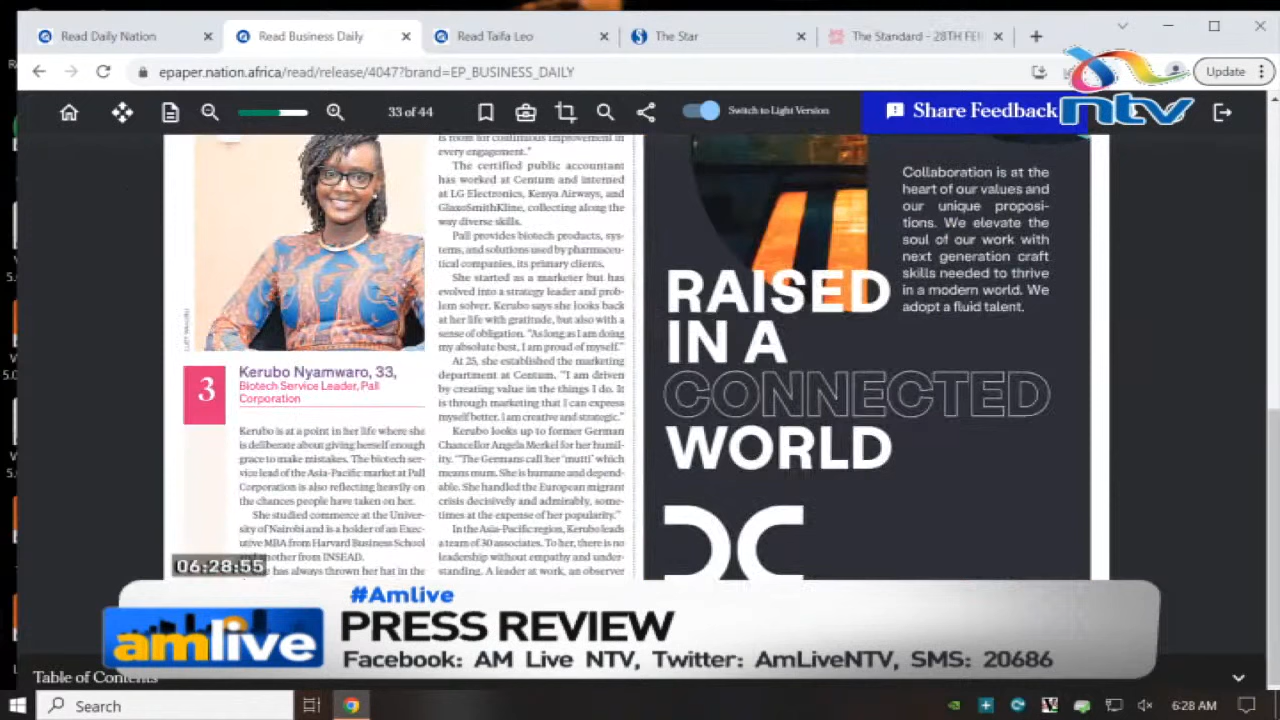 Read Daily Nation
Read Business Daily
Read Taifa Leo
The Star
The Standard - 28TH FE
epaper.nation.africa/read/release/4047?brand=EP_BUSINESS_DAILY
Update
ntv
33 of 44
Switch to Light Version
Share Feedback
3
Kerubo Nyamwaro, 33,
Biotech Service Leader, Pall
Corporation
Kerubo is at a point in her life where she
is deliberate about giving herself enough
grace to make mistakes. The biotech ser-
vice lead of the Asia-Pacific market at Pall
Corporation is also reflecting heavily on
the chances people have taken on her.
She studied commerce at the Univer-
sity of Nairobi and is a holder of an Exec-
utive MBA from Harvard Business School
and another from INSEAD.
has always thrown her hat in the
is room for continuous improvement in
every engagement."
The certified public accountant
has worked at Centum and interned
at LG Electronics, Kenya Airways, and
GlaxoSmithKline, collecting along the
way diverse skills.
Pall provides biotech products, sys-
tems, and solutions used by pharmaceu-
tical companies, its primary clients.
She started as a marketer but has
evolved into a strategy leader and prob-
lem solver. Kerubo says she looks back
at her life with gratitude, but also with a
sense of obligation. "As long as I am doing
my absolute best, I am proud of myself."
At 25, she established the marketing
department at Centum. "I am driven
by creating value in the things I do. It
is through marketing that I can express
myself better. I am creative and strategic."
Kerubo looks up to former German
Chancellor Angela Merkel for her humil-
ity. "The Germans call her 'mutti' which
means mum. She is humane and depend-
able. She handled the European migrant
crisis decisively and admirably, some-
times at the expense of her popularity."
In the Asia-Pacific region, Kerubo leads
a team of 30 associates. To her, there is no
leadership without empathy and under-
standing. A leader at work, an observer
Collaboration is at the
heart of our values and
our unique proposi-
tions. We elevate the
soul of our work with
next generation craft
skills needed to thrive
in a modern world. We
adopt a fluid talent.
RAISED
IN A
CONNECTED
WORLD
06:28:55
#Amlive
amlive
PRESS REVIEW
Facebook: AM Live NTV, Twitter: AmLiveNTV, SMS: 20686
Table of Contents
Search
6:28 AM